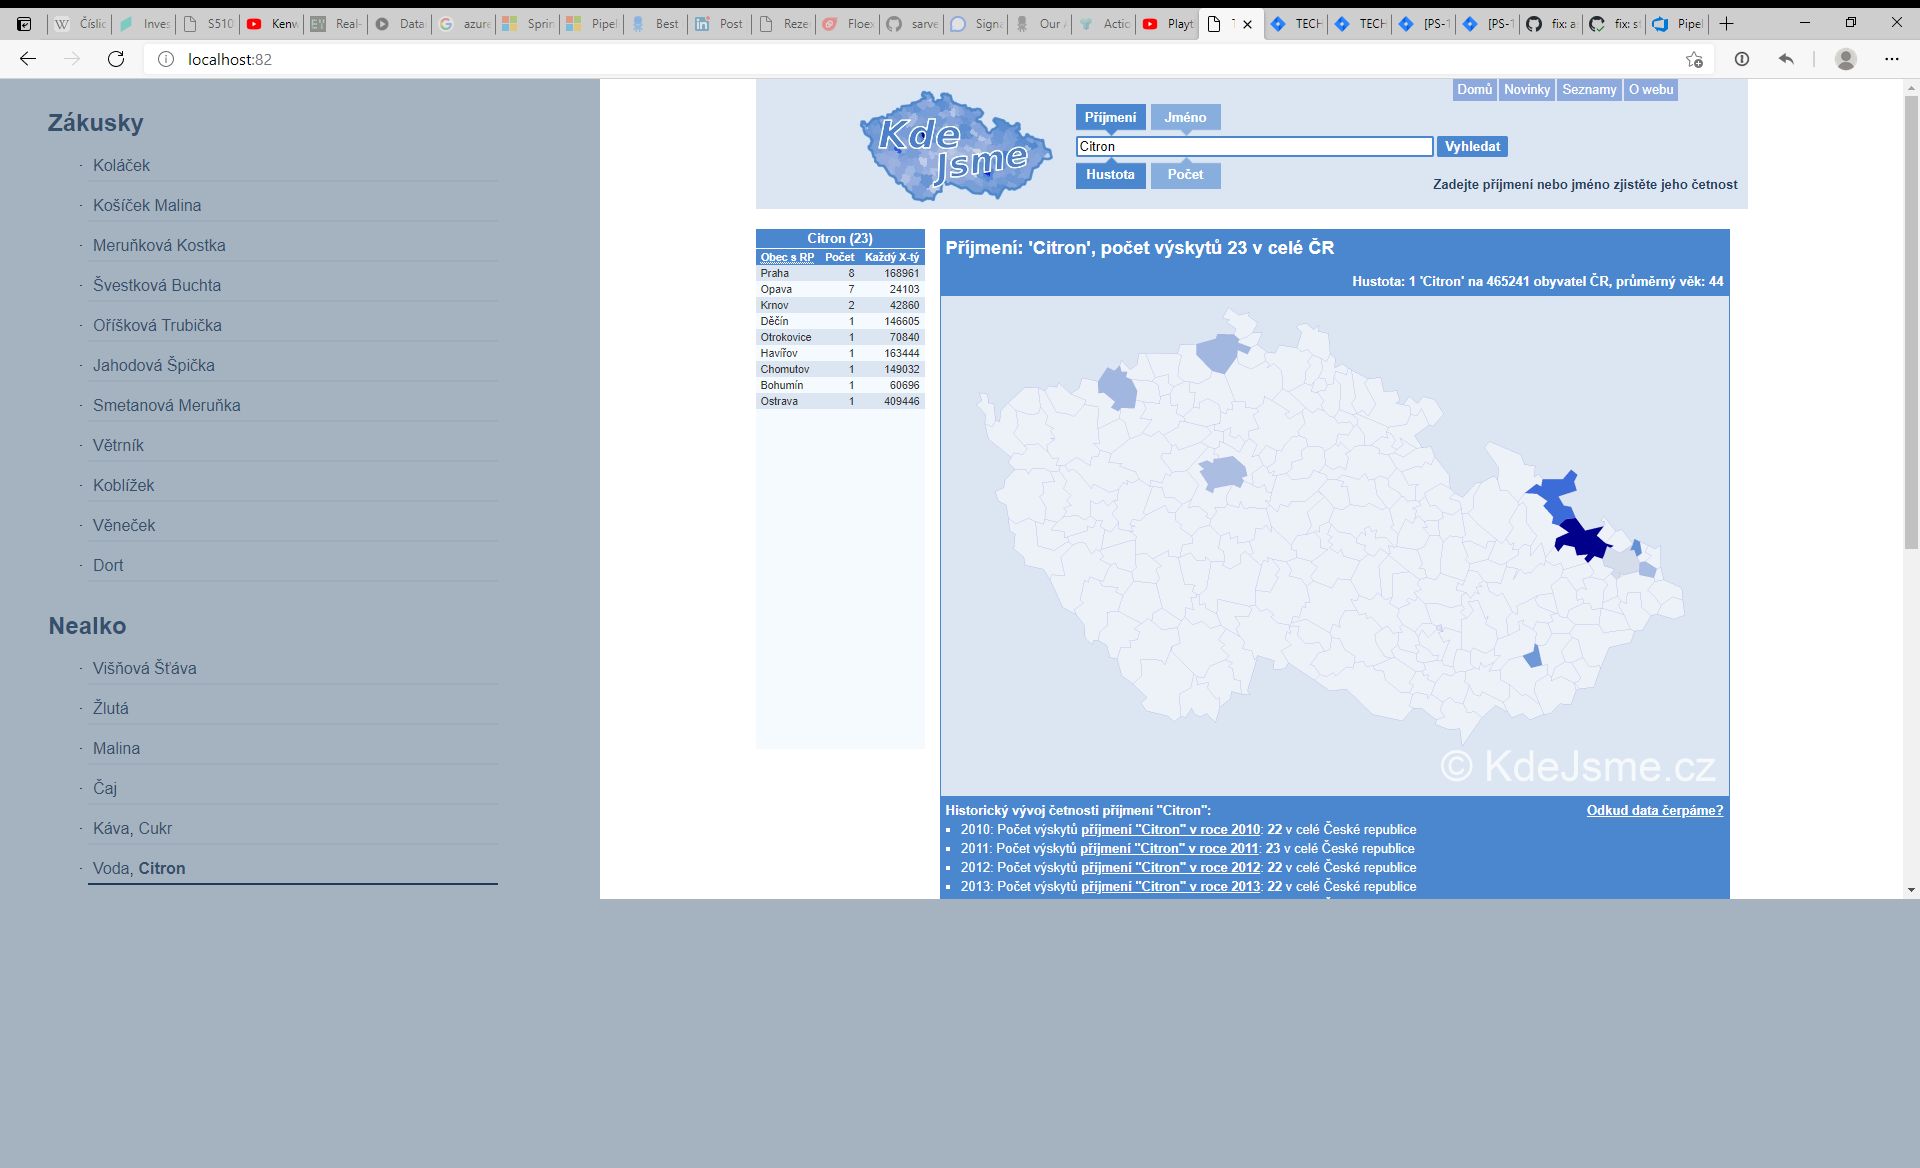 Číslic
Inves
S510
Kenw
Real-
Data
azure
Sprin
Pipel
Best
Post
Reze
Floex
sarve
Signa
Our A
Actio
Playt
TECH
TECH
[PS-1
[PS-1
fix: a
fix: st
Pipel
localhost:82
Zákusky
Koláček
Košíček Malina
Meruňková Kostka
Švestková Buchta
Oříšková Trubička
Jahodová Špička
Smetanová Meruňka
Větrník
Koblížek
Věneček
Dort
Nealko
Višňová Šťáva
Žlutá
Malina
Čaj
Káva, Cukr
Voda, Citron
Kde Jsme
Domů Novinky Seznamy O webu
Příjmení Jméno
Citron Vyhledat
Hustota Počet
Zadejte příjmení nebo jméno zjistěte jeho četnost
Citron (23)
Obec s RP Počet Každý X-tý
Praha 8 168961
Opava 7 24103
Krnov 2 42860
Děčín 1 146605
Otrokovice 1 70840
Havířov 1 163444
Chomutov 1 149032
Bohumín 1 60696
Ostrava 1 409446
Příjmení: 'Citron', počet výskytů 23 v celé ČR
Hustota: 1 'Citron' na 465241 obyvatel ČR, průměrný věk: 44
© KdeJsme.cz
Historický vývoj četnosti příjmení "Citron": Odkud data čerpáme?
2010: Počet výskytů příjmení "Citron" v roce 2010: 22 v celé České republice
2011: Počet výskytů příjmení "Citron" v roce 2011: 23 v celé České republice
2012: Počet výskytů příjmení "Citron" v roce 2012: 22 v celé České republice
2013: Počet výskytů příjmení "Citron" v roce 2013: 22 v celé České republice